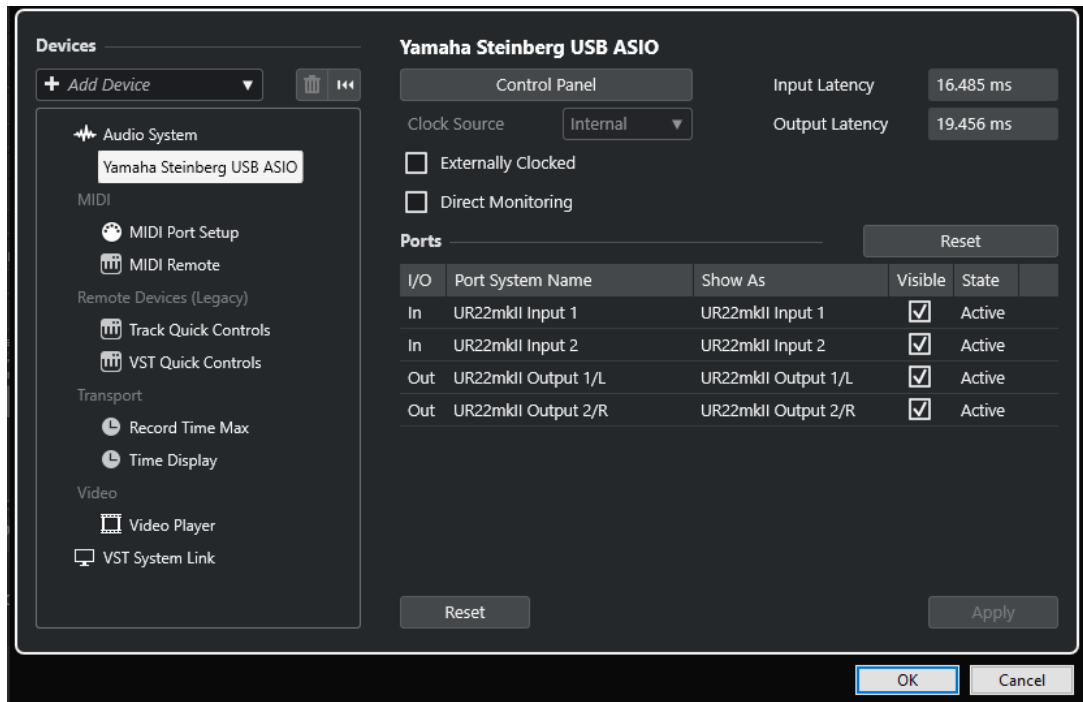 Devices
+ Add Device
Audio System
Yamaha Steinberg USB ASIO
MIDI
MIDI Port Setup
MIDI Remote
Remote Devices (Legacy)
Track Quick Controls
VST Quick Controls
Transport
Record Time Max
Time Display
Video
Video Player
VST System Link
Yamaha Steinberg USB ASIO
Control Panel
Input Latency 16.485 ms
Clock Source Internal
Output Latency 19.456 ms
Externally Clocked
Direct Monitoring
Ports
Reset
I/O Port System Name Show As Visible State
In UR22mkII Input 1 UR22mkII Input 1 Active
In UR22mkII Input 2 UR22mkII Input 2 Active
Out UR22mkII Output 1/L UR22mkII Output 1/L Active
Out UR22mkII Output 2/R UR22mkII Output 2/R Active
Reset
Apply
OK
Cancel